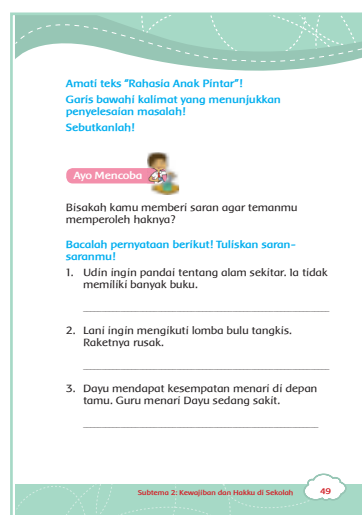 Amati teks "Rahasia Anak Pintar"!
Garis bawahi kalimat yang menunjukkan
penyelesaian masalah!
Sebutkanlah!
Ayo Mencoba
Bisakah kamu memberi saran agar temanmu
memperoleh haknya?
Bacalah pernyataan berikut! Tuliskan saran-
saranmu!
1. Udin ingin pandai tentang alam sekitar. Ia tidak
memiliki banyak buku.
2. Lani ingin mengikuti lomba bulu tangkis.
Raketnya rusak.
3. Dayu mendapat kesempatan menari di depan
tamu. Guru menari Dayu sedang sakit.
Subtema 2: Kewajiban dan Hakku di Sekolah 49